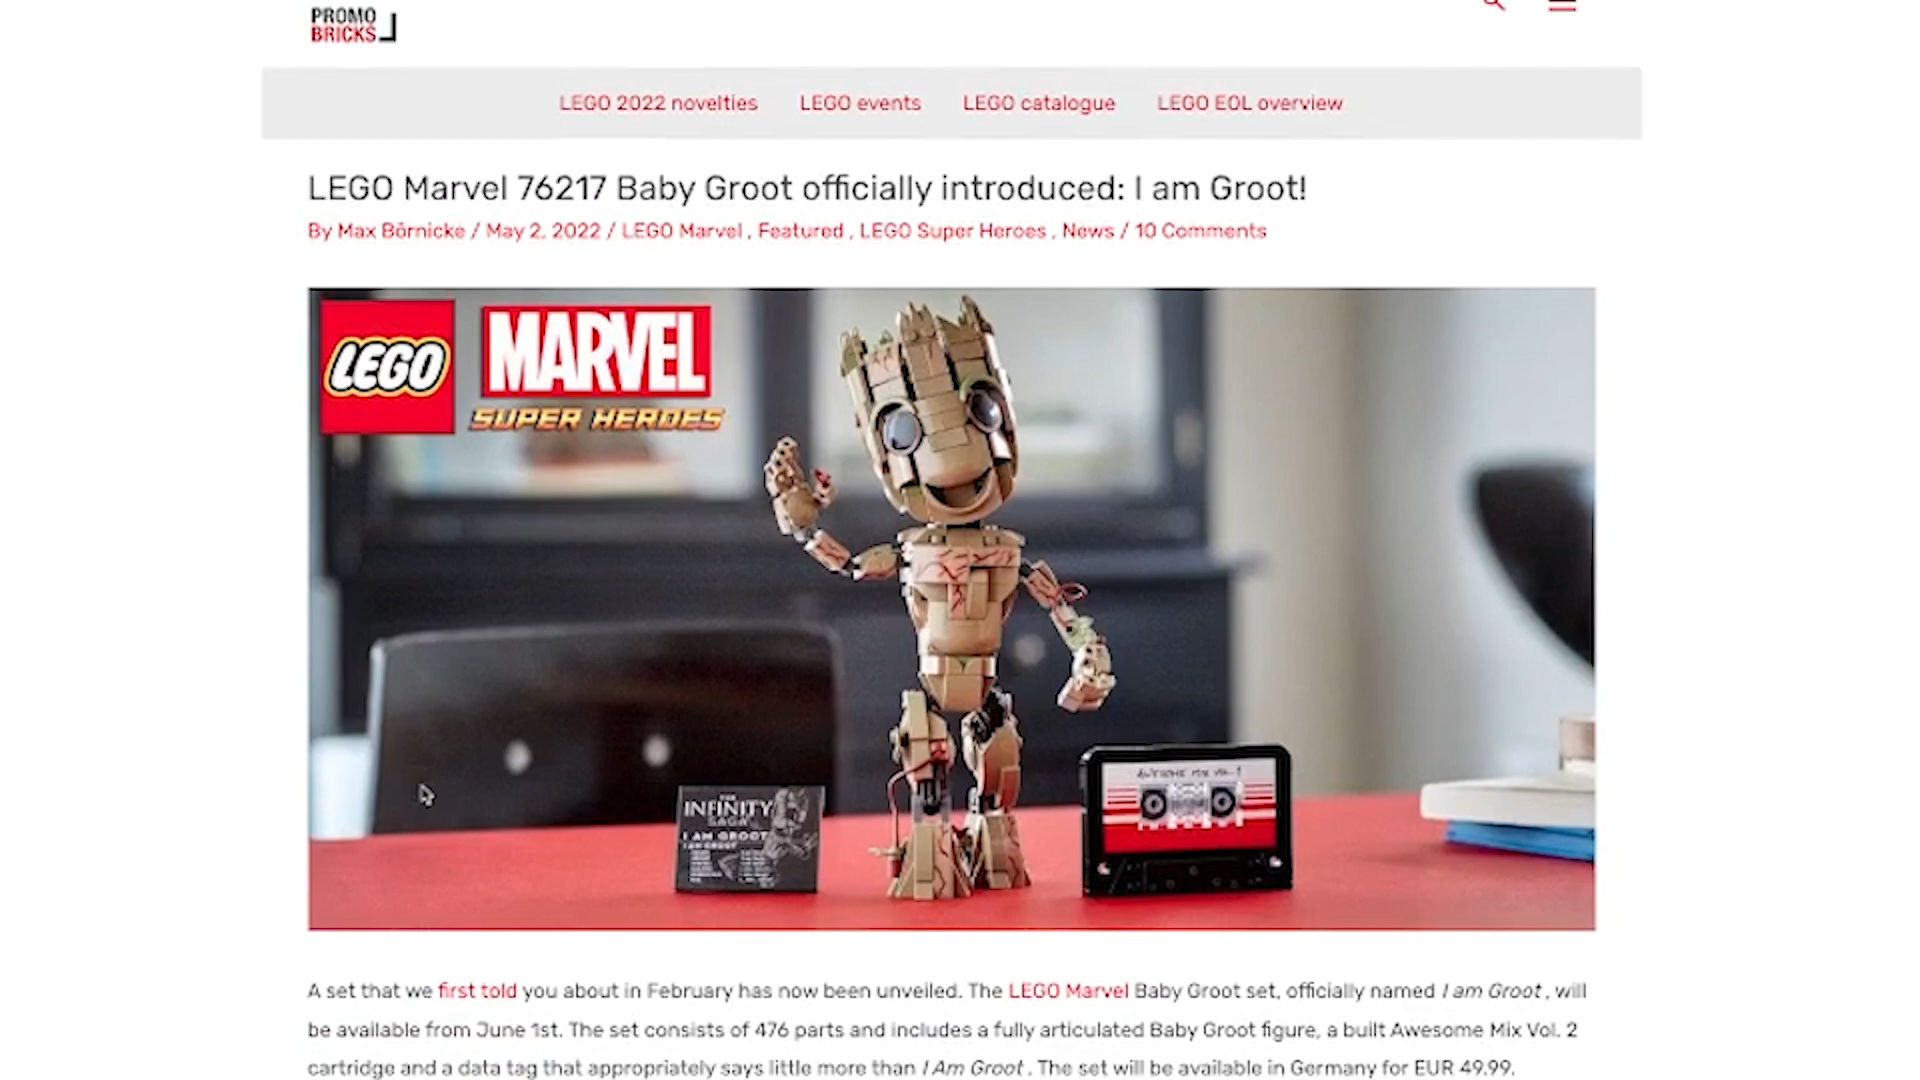 PROMO
BRICKS
LEGO 2022 novelties LEGO events LEGO catalogue LEGO EOL overview
LEGO Marvel 76217 Baby Groot officially introduced: I am Groot!
By Max Börnicke / May 2, 2022 / LEGO Marvel , Featured , LEGO Super Heroes , News / 10 Comments
LEGO MARVEL
SUPER HEROES
THE
INFINITY
SAGA
I AM GROOT
I AM GROOT
A set that we first told you about in February has now been unveiled. The LEGO Marvel Baby Groot set, officially named I am Groot , will
be available from June 1st. The set consists of 476 parts and includes a fully articulated Baby Groot figure, a built Awesome Mix Vol. 2
cartridge and a data tag that appropriately says little more than I Am Groot . The set will be available in Germany for EUR 49.99.